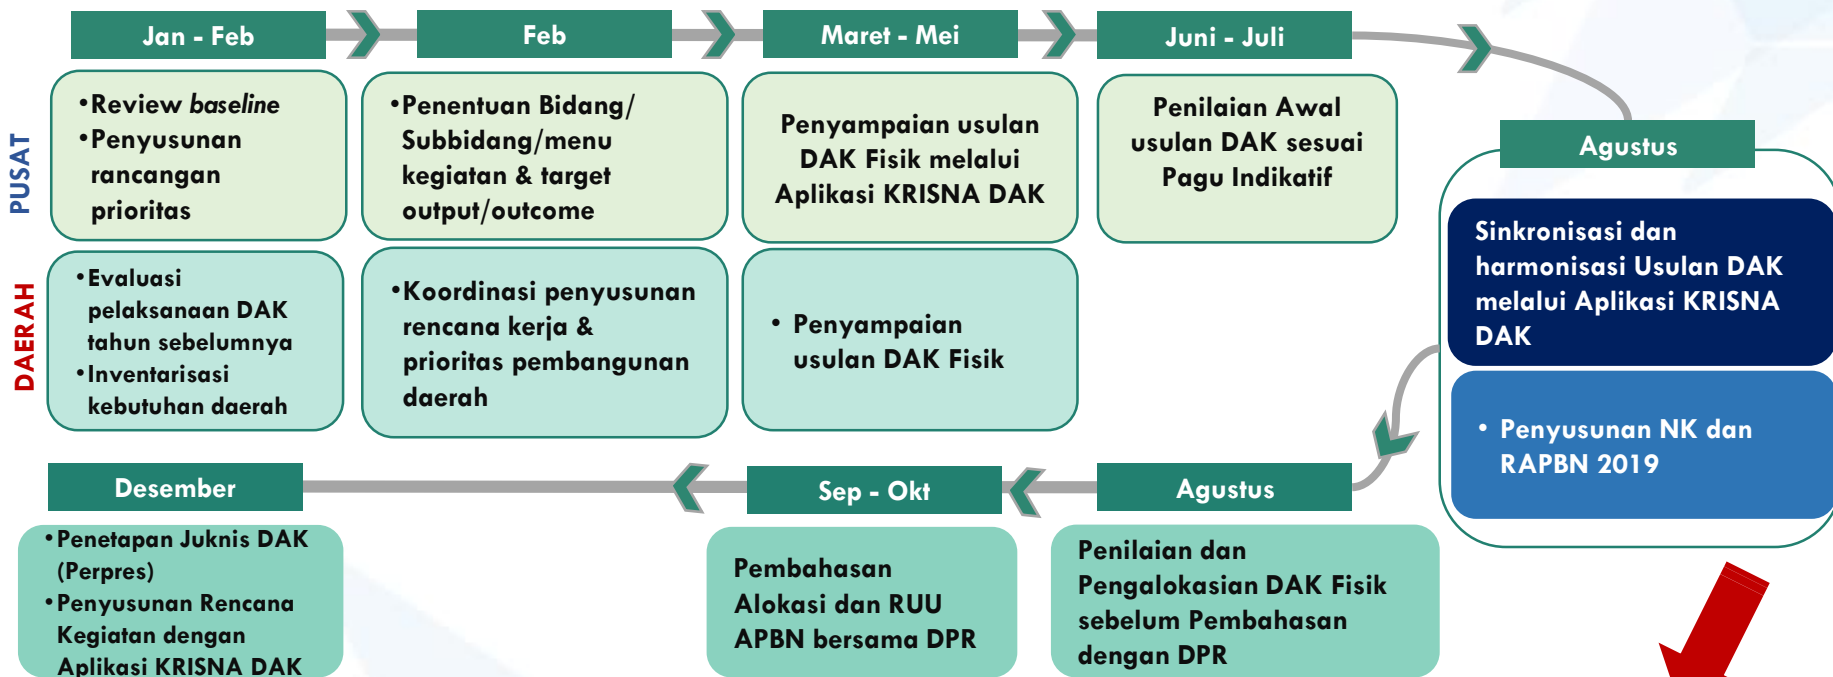 Jan - Feb
Feb
Maret - Mei
Juni - Juli
Agustus
PUSAT
•Review baseline
•Penyusunan
rancangan
prioritas
•Penentuan Bidang/
Subbidang/menu
kegiatan & target
output/outcome
Penyampaian usulan
DAK Fisik melalui
Aplikasi KRISNA DAK
Penilaian Awal
usulan DAK sesuai
Pagu Indikatif
Sinkronisasi dan
harmonisasi Usulan DAK
melalui Aplikasi KRISNA
DAK
• Penyusunan NK dan
RAPBN 2019
DAERAH
•Evaluasi
pelaksanaan DAK
tahun sebelumnya
•Inventarisasi
kebutuhan daerah
•Koordinasi penyusunan
rencana kerja &
prioritas pembangunan
daerah
• Penyampaian
usulan DAK Fisik
Desember
Sep - Okt
Agustus
•Penetapan Juknis DAK
(Perpres)
•Penyusunan Rencana
Kegiatan dengan
Aplikasi KRISNA DAK
Pembahasan
Alokasi dan RUU
APBN bersama DPR
Penilaian dan
Pengalokasian DAK Fisik
sebelum Pembahasan
dengan DPR